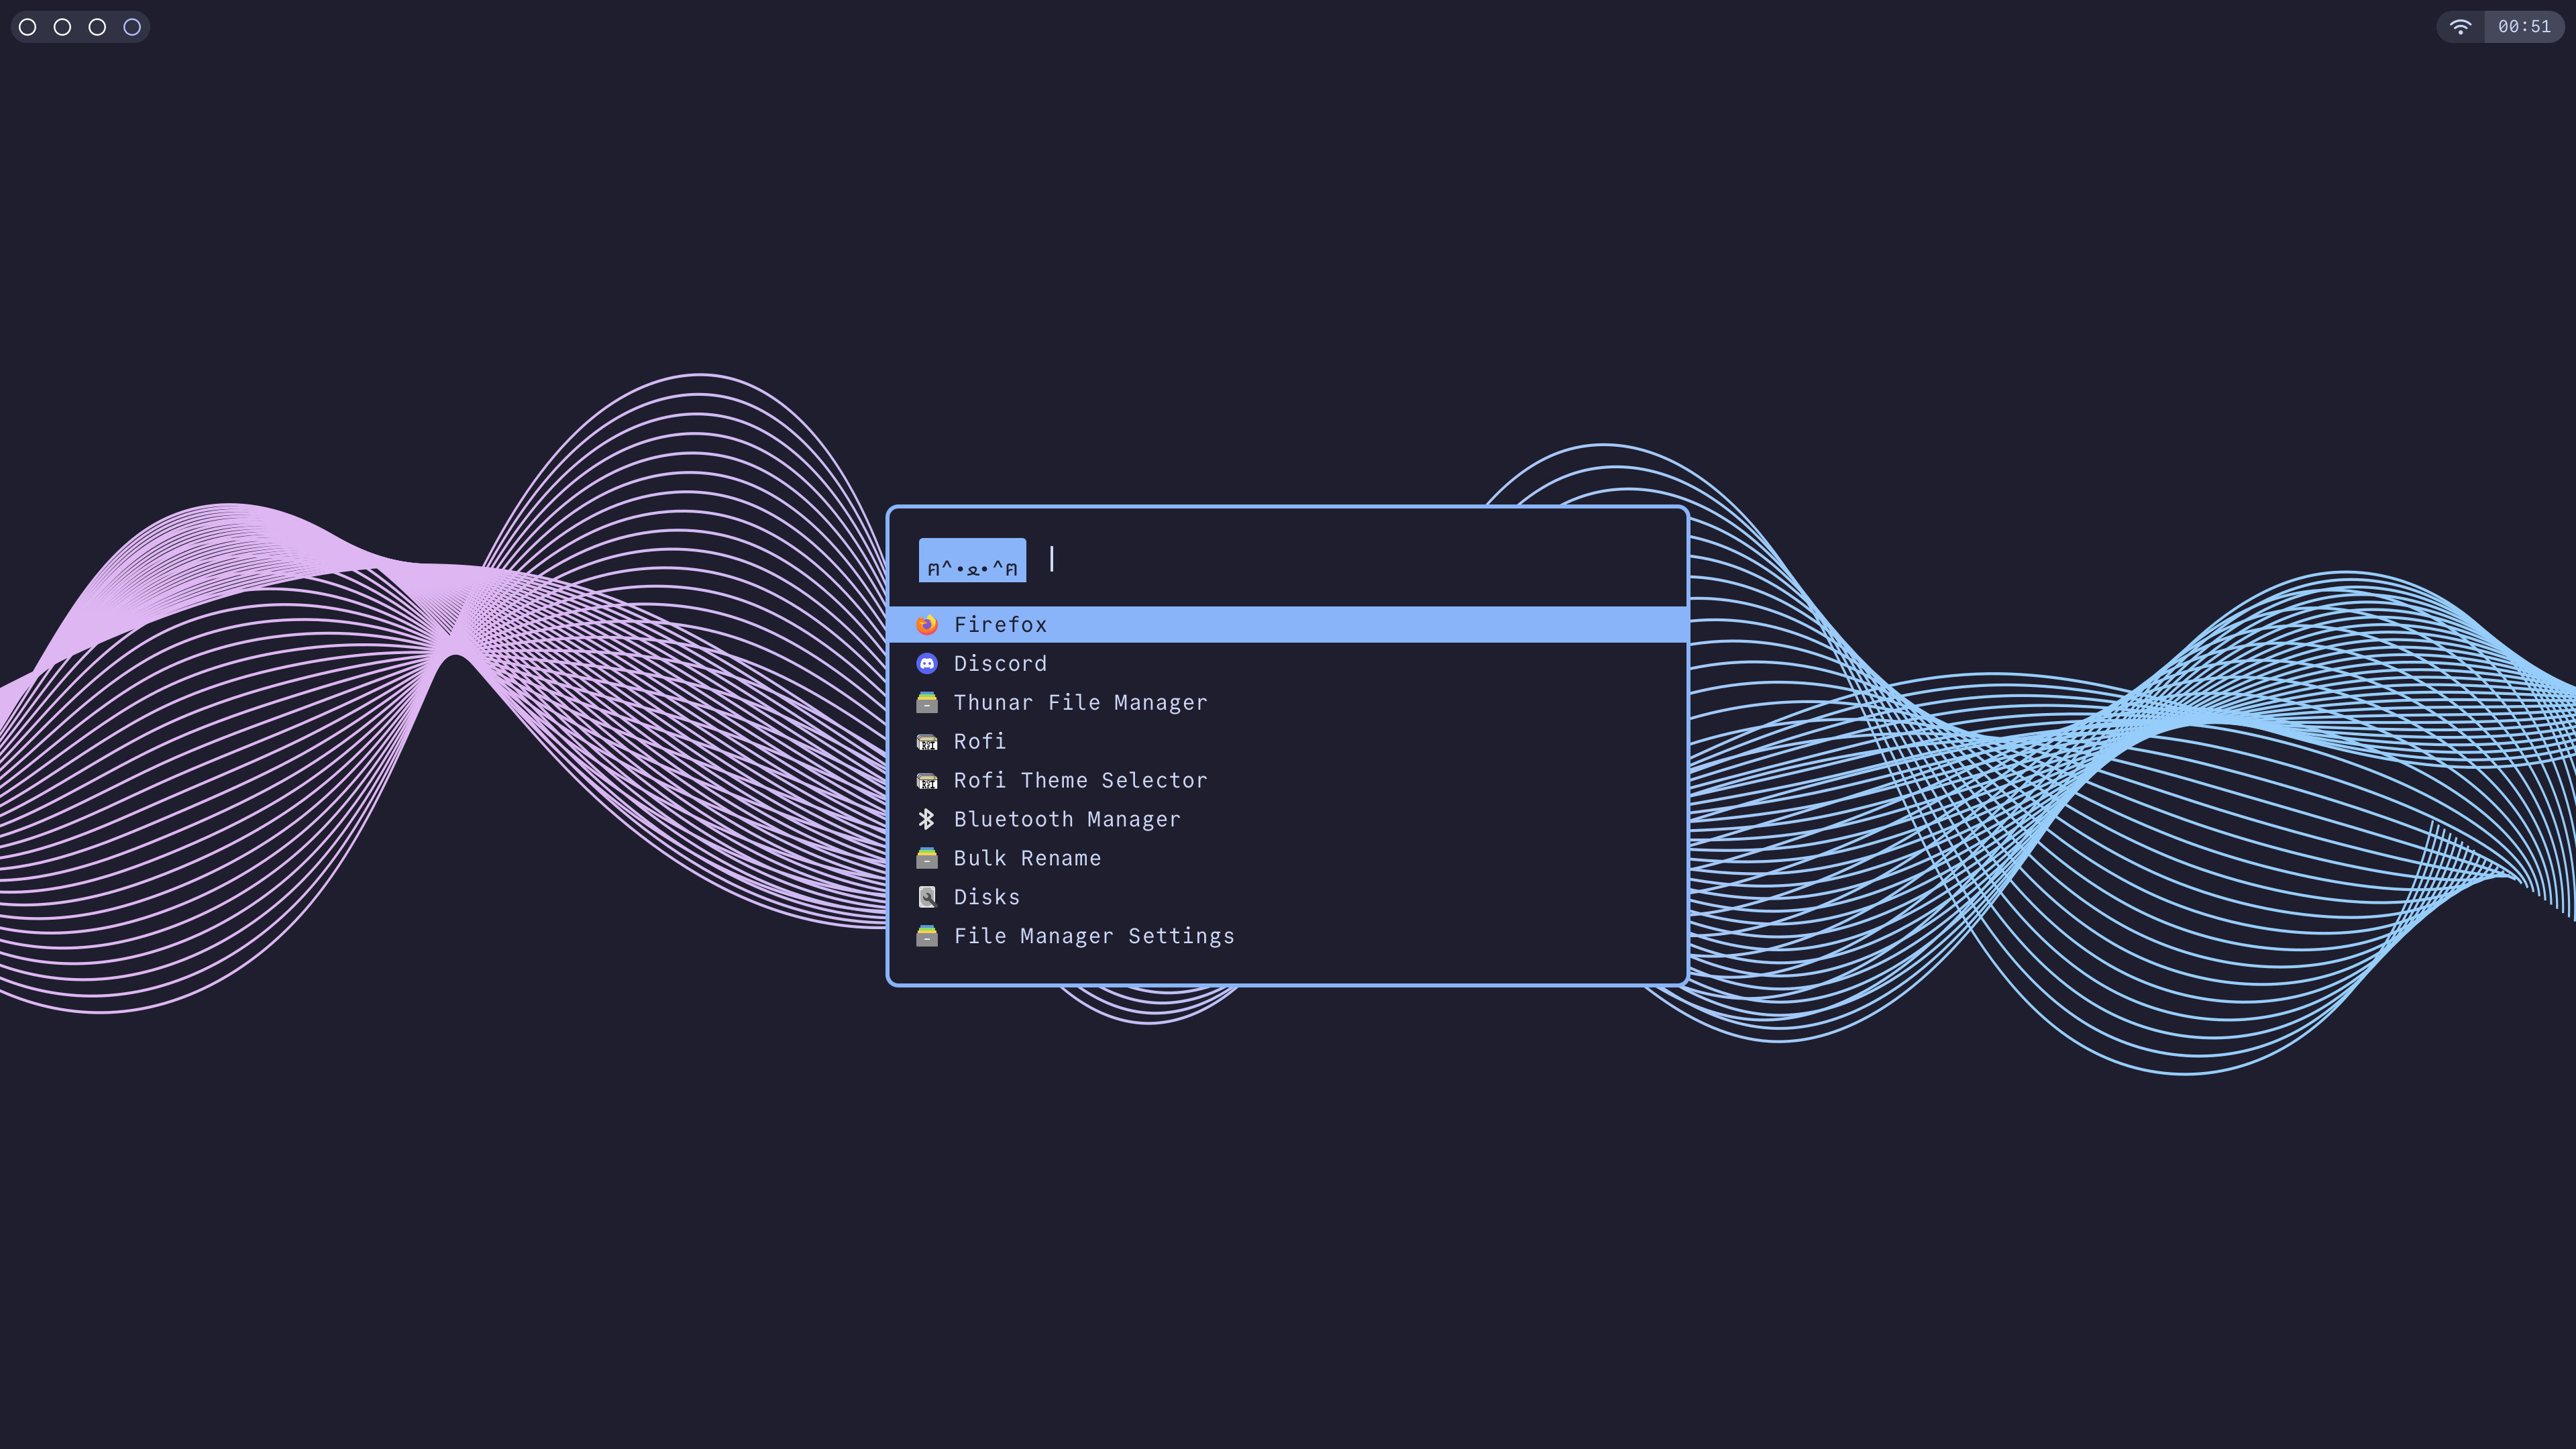 00:51
ฅ^•ﻌ•^ฅ
Firefox
Discord
Thunar File Manager
Rofi
Rofi Theme Selector
Bluetooth Manager
Bulk Rename
Disks
File Manager Settings